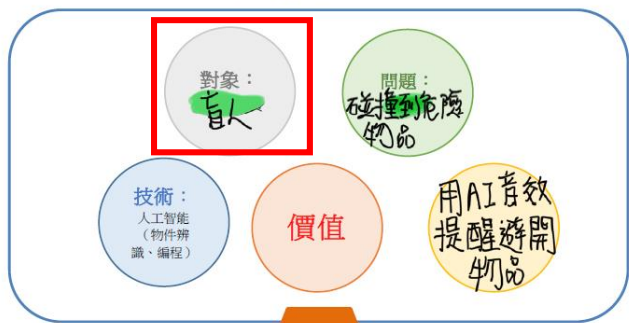 對象：
盲人
問題：
碰撞到危險
物品
技術：
人工智能
（物件辨
識、編程）
價值
用AI音效
提醒避開
物品